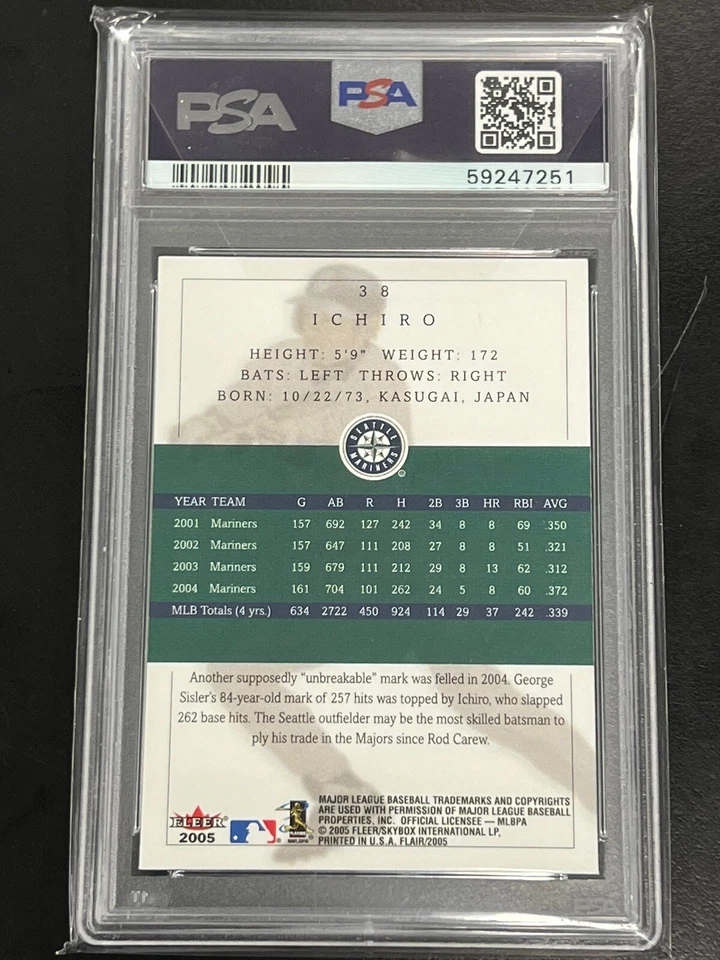 PSA
PSA
59247251
38
ICHIRO
HEIGHT: 5'9" WEIGHT: 172
BATS: LEFT THROWS: RIGHT
BORN: 10/22/73, KASUGAI, JAPAN
SEATTLE
MARINERS
®
YEAR TEAM G AB R H 2B 3B HR RBI AVG
2001 Mariners 157 692 127 242 34 8 8 69 .350
2002 Mariners 157 647 111 208 27 8 8 51 .321
2003 Mariners 159 679 111 212 29 8 13 62 .312
2004 Mariners 161 704 101 262 24 5 8 60 .372
MLB Totals (4 yrs.) 634 2722 450 924 114 29 37 242 .339
Another supposedly "unbreakable" mark was felled in 2004. George
Sisler's 84-year-old mark of 257 hits was topped by Ichiro, who slapped
262 base hits. The Seattle outfielder may be the most skilled batsman to
ply his trade in the Majors since Rod Carew.
FLEER
2005
MAJOR LEAGUE BASEBALL TRADEMARKS AND COPYRIGHTS
ARE USED WITH PERMISSION OF MAJOR LEAGUE BASEBALL
PROPERTIES, INC. OFFICIAL LICENSEE — MLBPA
© 2005 FLEER/SKYBOX INTERNATIONAL LP,
PRINTED IN U.S.A. FLAIR/2005